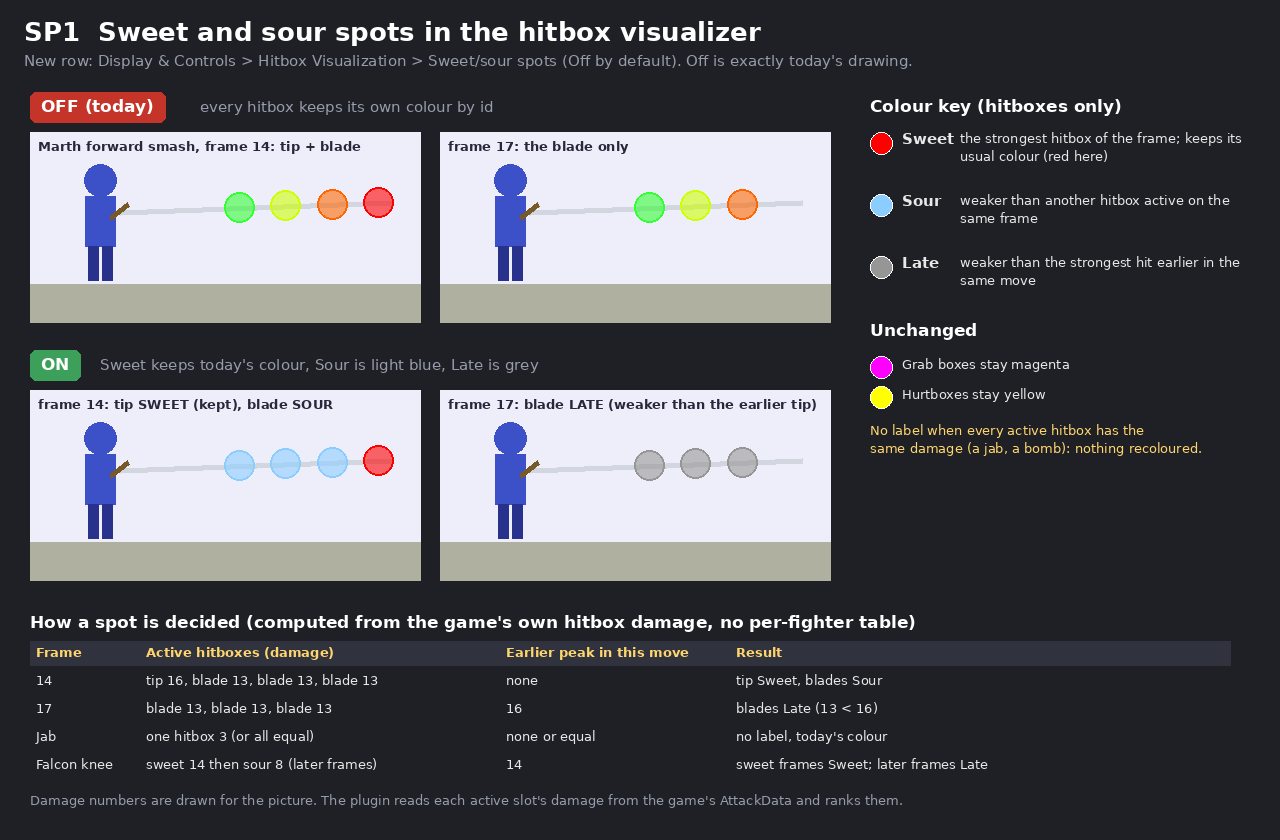 SP1  Sweet and sour spots in the hitbox visualizer
New row: Display & Controls > Hitbox Visualization > Sweet/sour spots (Off by default). Off is exactly today's drawing.
OFF (today)
every hitbox keeps its own colour by id
Marth forward smash, frame 14: tip + blade
frame 17: the blade only
ON
Sweet keeps today's colour, Sour is light blue, Late is grey
frame 14: tip SWEET (kept), blade SOUR
frame 17: blade LATE (weaker than the earlier tip)
Colour key (hitboxes only)
Sweet
the strongest hitbox of the frame; keeps its
usual colour (red here)
Sour
weaker than another hitbox active on the
same frame
Late
weaker than the strongest hit earlier in the
same move
Unchanged
Grab boxes stay magenta
Hurtboxes stay yellow
No label when every active hitbox has the
same damage (a jab, a bomb): nothing recoloured.
How a spot is decided (computed from the game's own hitbox damage, no per-fighter table)
Frame  Active hitboxes (damage)  Earlier peak in this move  Result
14  tip 16, blade 13, blade 13, blade 13  none  tip Sweet, blades Sour
17  blade 13, blade 13, blade 13  16  blades Late (13 < 16)
Jab  one hitbox 3 (or all equal)  none or equal  no label, today's colour
Falcon knee  sweet 14 then sour 8 (later frames)  14  sweet frames Sweet; later frames Late
Damage numbers are drawn for the picture. The plugin reads each active slot's damage from the game's AttackData and ranks them.